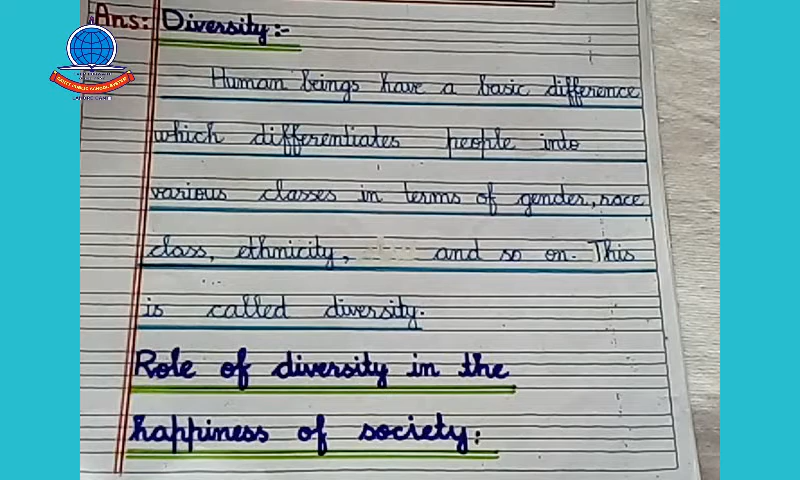 Ans: Diversity:-
Human beings have a basic difference
which differentiates people into
various classes in terms of gender, race
class, ethnicity, and so on. This
is called diversity.
Role of diversity in the
happiness of society: